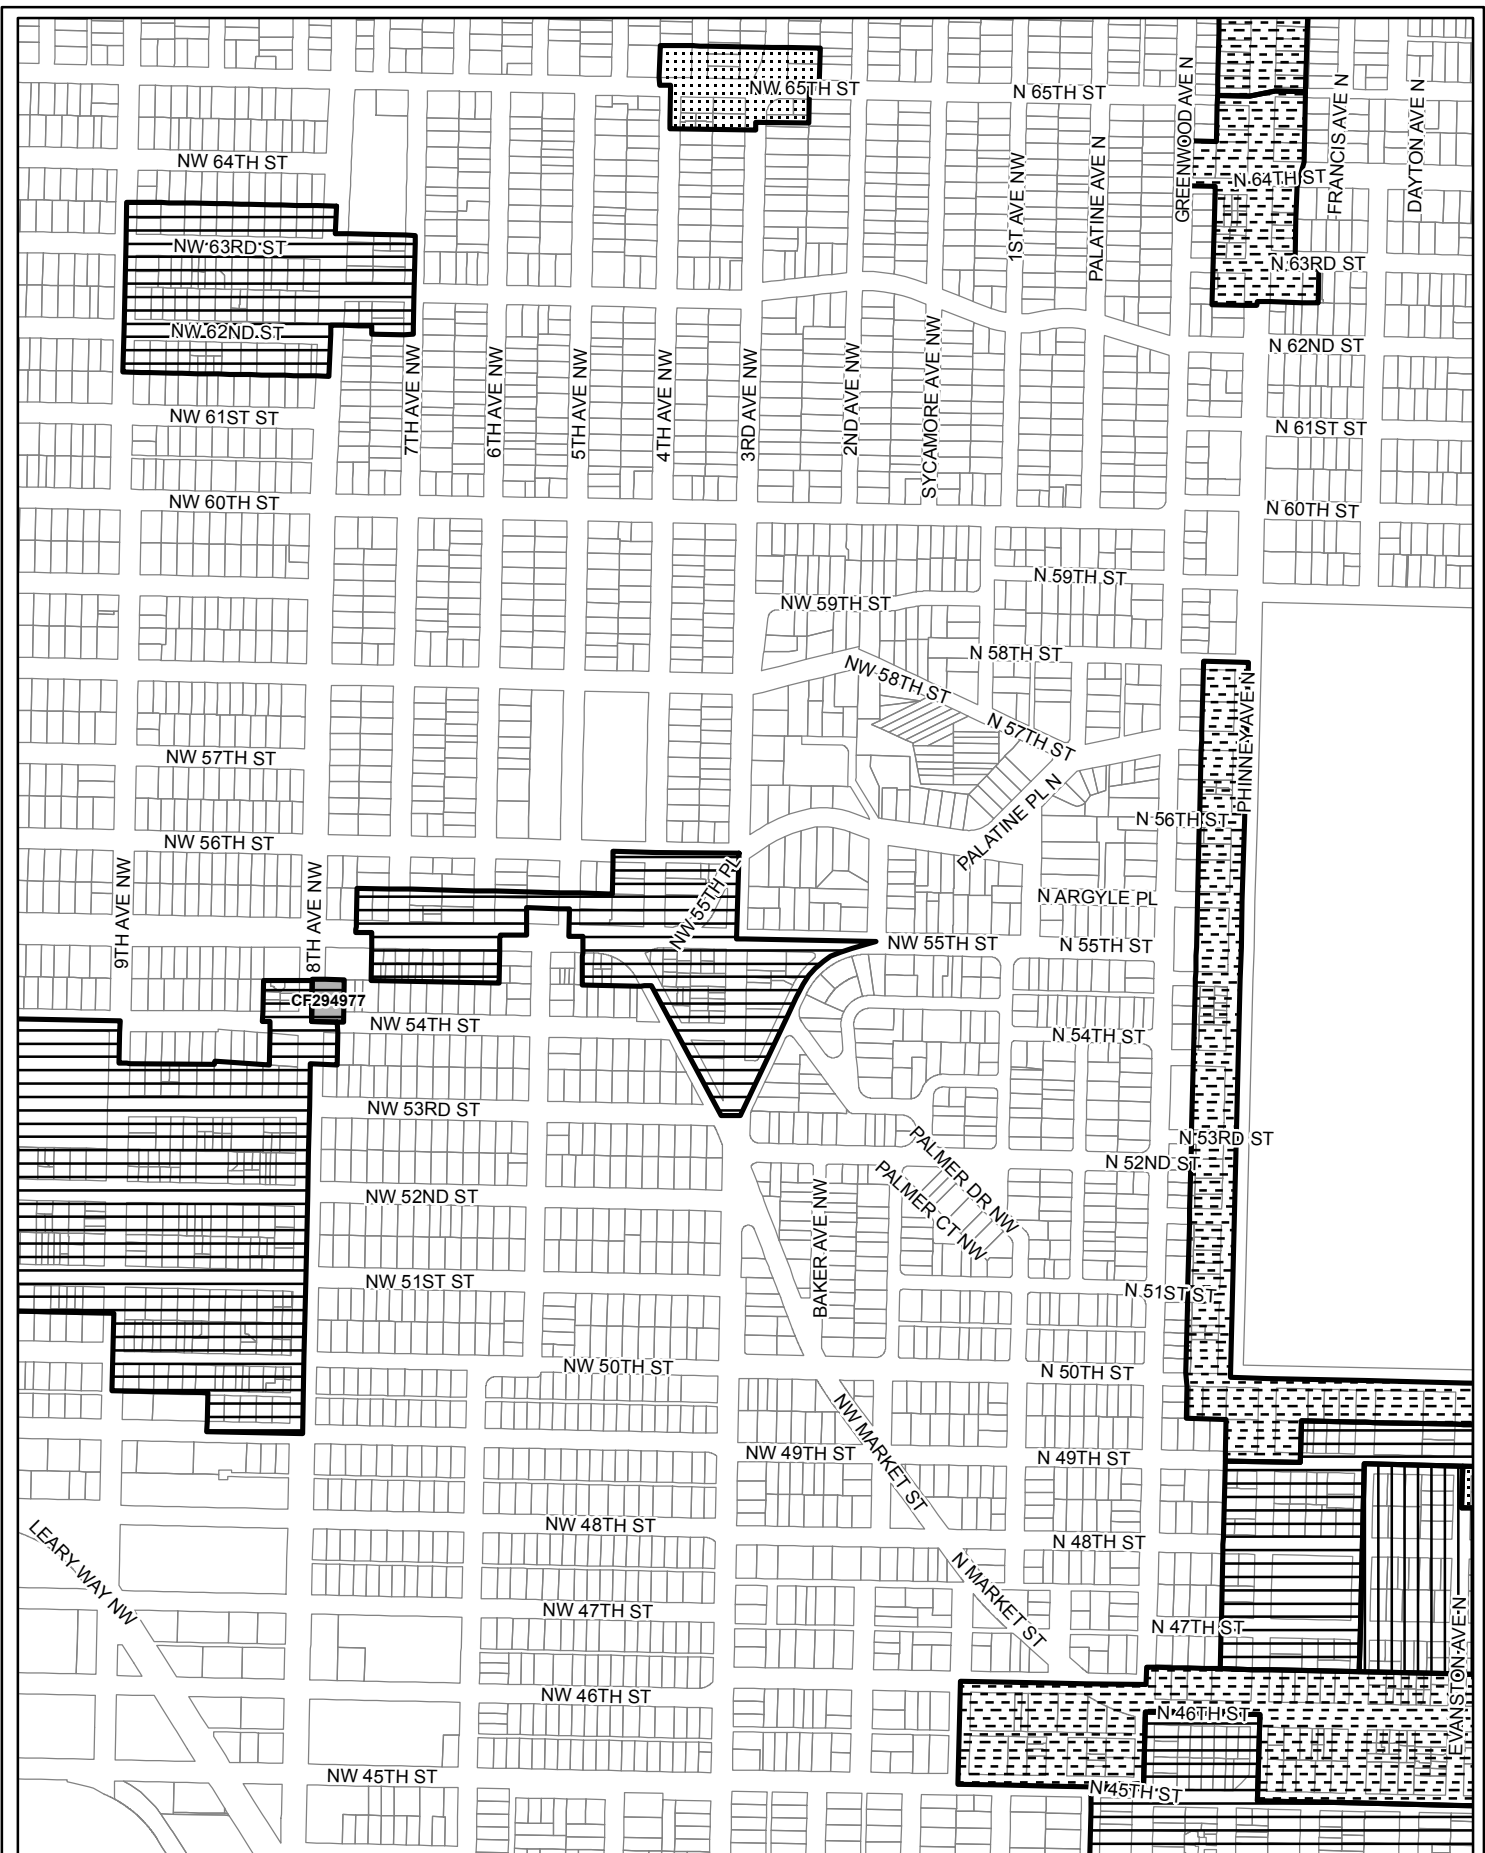 NW 65TH ST
N 65TH ST
GREENWOOD AVE N
FRANCIS AVE N
DAYTON AVE N
NW 64TH ST
1ST AVE NW
PALATINE AVE N
N 64TH ST
NW 63RD ST
N 63RD ST
NW 62ND ST
N 62ND ST
7TH AVE NW
6TH AVE NW
5TH AVE NW
4TH AVE NW
3RD AVE NW
2ND AVE NW
SYCAMORE AVE NW
NW 61ST ST
N 61ST ST
NW 60TH ST
N 60TH ST
N 59TH ST
NW 59TH ST
N 58TH ST
NW 58TH ST
PHINNEY AVE N
N 57TH ST
NW 57TH ST
PALATINE PL N
N 56TH ST
NW 56TH ST
9TH AVE NW
8TH AVE NW
NW 55TH PL
N ARGYLE PL
NW 55TH ST
N 55TH ST
CF294977
NW 54TH ST
N 54TH ST
NW 53RD ST
N 53RD ST
PALMER DR NW
N 52ND ST
PALMER CT NW
NW 52ND ST
BAKER AVE NW
NW 51ST ST
N 51ST ST
NW 50TH ST
N 50TH ST
NW MARKET ST
NW 49TH ST
N 49TH ST
NW 48TH ST
LEARY WAY NW
N 48TH ST
N MARKET ST
NW 47TH ST
N 47TH ST
EVANSTON AVE N
NW 46TH ST
N 46TH ST
NW 45TH ST
N 45TH ST